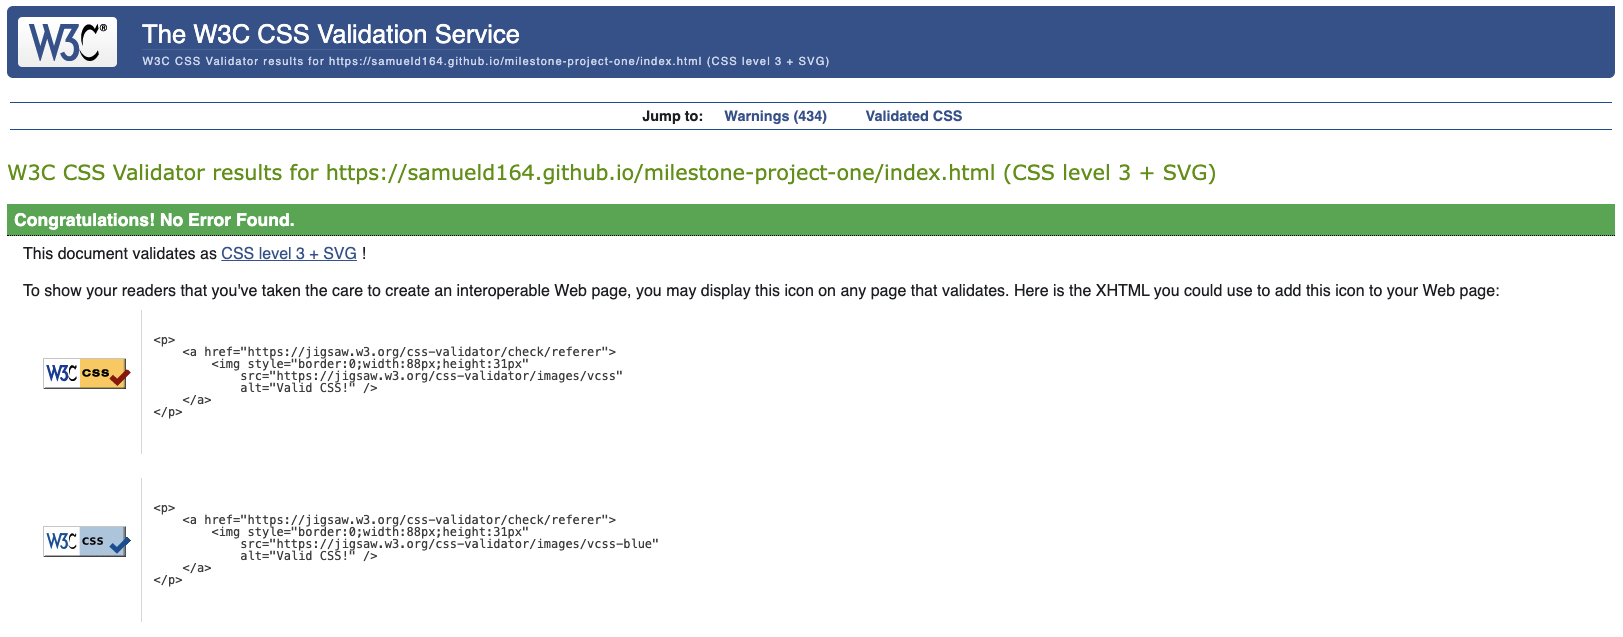 W3C®
The W3C CSS Validation Service
W3C CSS Validator results for https://samueld164.github.io/milestone-project-one/index.html (CSS level 3 + SVG)
Jump to: Warnings (434) Validated CSS
W3C CSS Validator results for https://samueld164.github.io/milestone-project-one/index.html (CSS level 3 + SVG)
Congratulations! No Error Found.
This document validates as CSS level 3 + SVG !
To show your readers that you've taken the care to create an interoperable Web page, you may display this icon on any page that validates. Here is the XHTML you could use to add this icon to your Web page:
W3C css
<p>
    <a href="https://jigsaw.w3.org/css-validator/check/referer">
        <img style="border:0;width:88px;height:31px"
            src="https://jigsaw.w3.org/css-validator/images/vcss"
            alt="Valid CSS!" />
    </a>
</p>
W3C css
<p>
    <a href="https://jigsaw.w3.org/css-validator/check/referer">
        <img style="border:0;width:88px;height:31px"
            src="https://jigsaw.w3.org/css-validator/images/vcss-blue"
            alt="Valid CSS!" />
    </a>
</p>